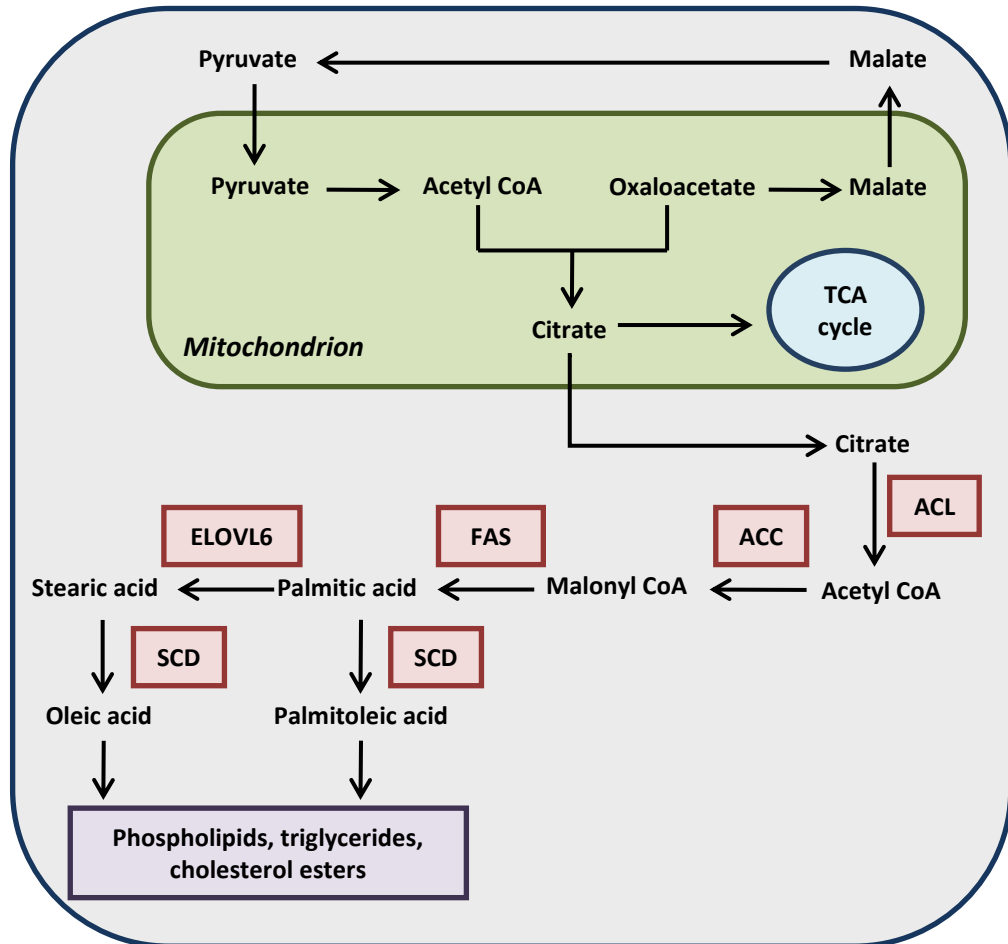 Pyruvate
Malate
Pyruvate
Acetyl CoA
Oxaloacetate
Malate
TCA
cycle
Citrate
Mitochondrion
Citrate
ACL
ELOVL6
FAS
ACC
Stearic acid
Palmitic acid
Malonyl CoA
Acetyl CoA
SCD
SCD
Oleic acid
Palmitoleic acid
Phospholipids, triglycerides,
cholesterol esters